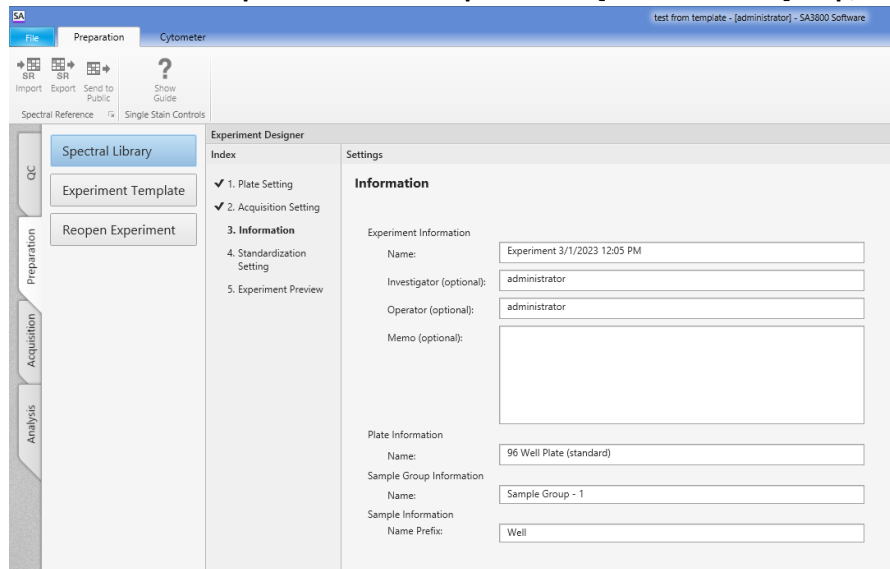 SA
test from template - [administrator] - SA3800 Software
File
Preparation
Cytometer
SR
Import
SR
Export
Send to
Public
Show
Guide
Spectral Reference
Single Stain Controls
QC
Preparation
Acquisition
Analysis
Spectral Library
Experiment Template
Reopen Experiment
Experiment Designer
Index
✔ 1. Plate Setting
✔ 2. Acquisition Setting
3. Information
4. Standardization
Setting
5. Experiment Preview
Settings
Information
Experiment Information
Name: Experiment 3/1/2023 12:05 PM
Investigator (optional): administrator
Operator (optional): administrator
Memo (optional):
Plate Information
Name: 96 Well Plate (standard)
Sample Group Information
Name: Sample Group - 1
Sample Information
Name Prefix: Well